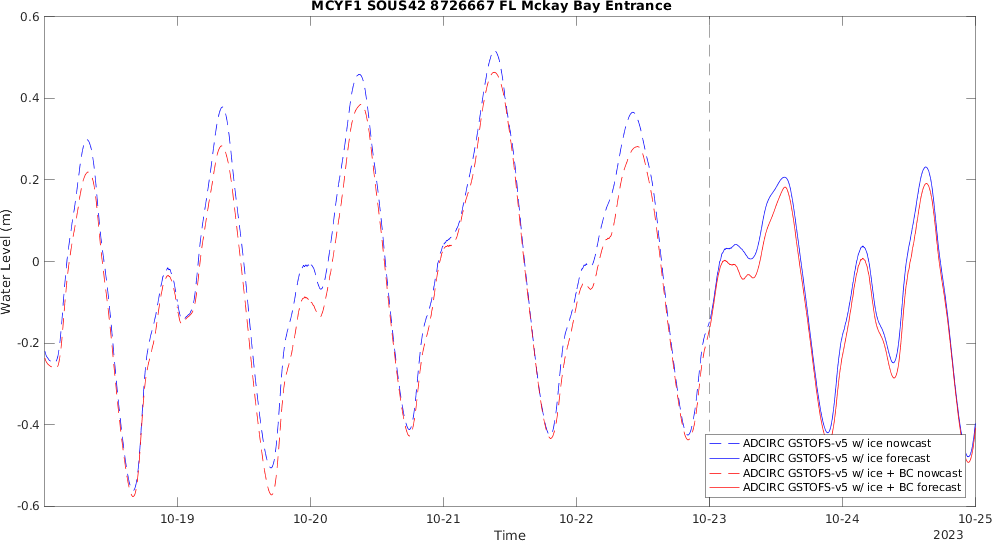 MCYF1 SOUS42 8726667 FL Mckay Bay Entrance
0.6
0.4
0.2
0
-0.2
-0.4
-0.6
Water Level (m)
10-19
10-20
10-21
10-22
10-23
10-24
10-25
Time
2023
ADCIRC GSTOFS-v5 w/ ice nowcast
ADCIRC GSTOFS-v5 w/ ice forecast
ADCIRC GSTOFS-v5 w/ ice + BC nowcast
ADCIRC GSTOFS-v5 w/ ice + BC forecast